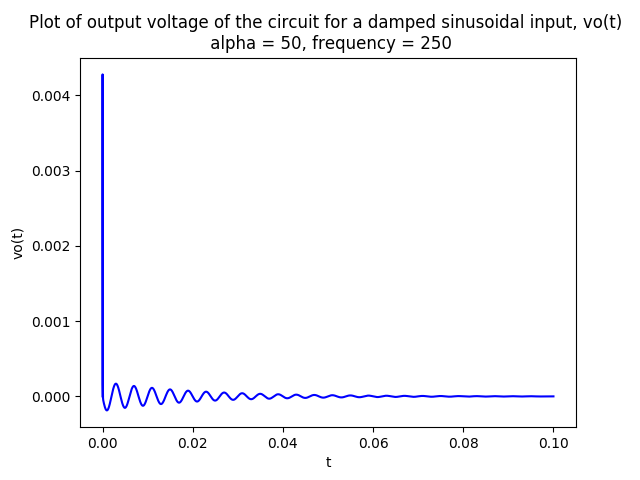 Plot of output voltage of the circuit for a damped sinusoidal input, vo(t)
alpha = 50, frequency = 250
0.004
0.003
0.002
0.001
0.000
vo(t)
0.00 0.02 0.04 0.06 0.08 0.10
t